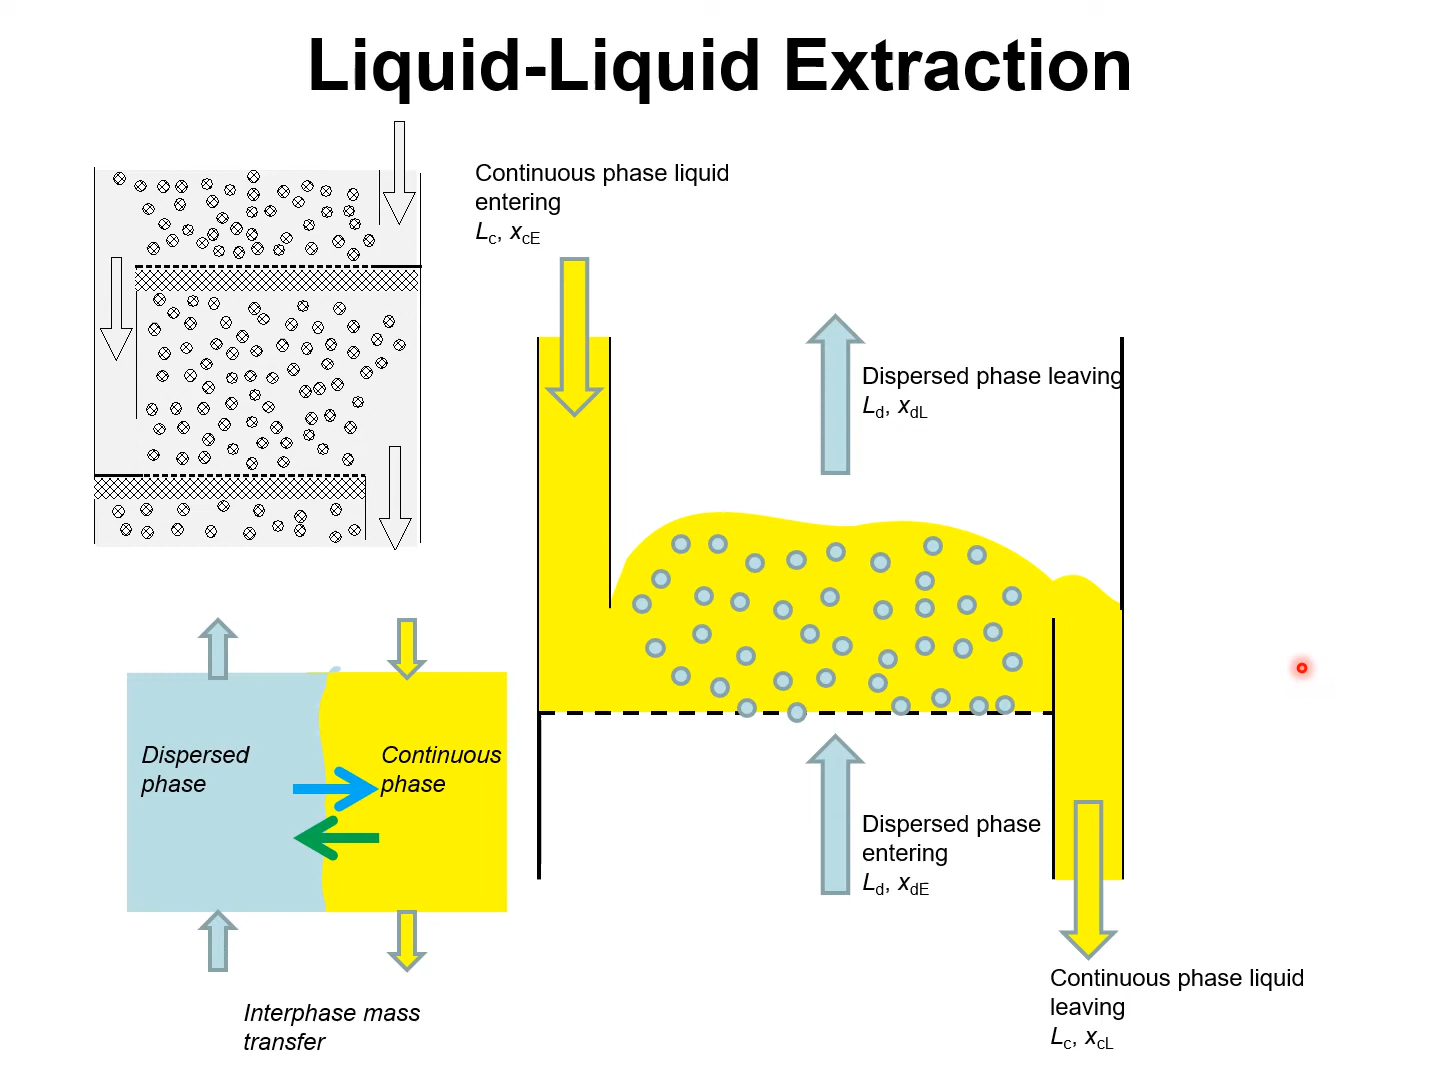 Liquid-Liquid Extraction
Continuous phase liquid
entering
Lc, xcE
Dispersed phase leaving
Ld, xdL
Dispersed
phase
Continuous
phase
Dispersed phase
entering
Ld, xdE
Continuous phase liquid
leaving
Lc, xcL
Interphase mass
transfer